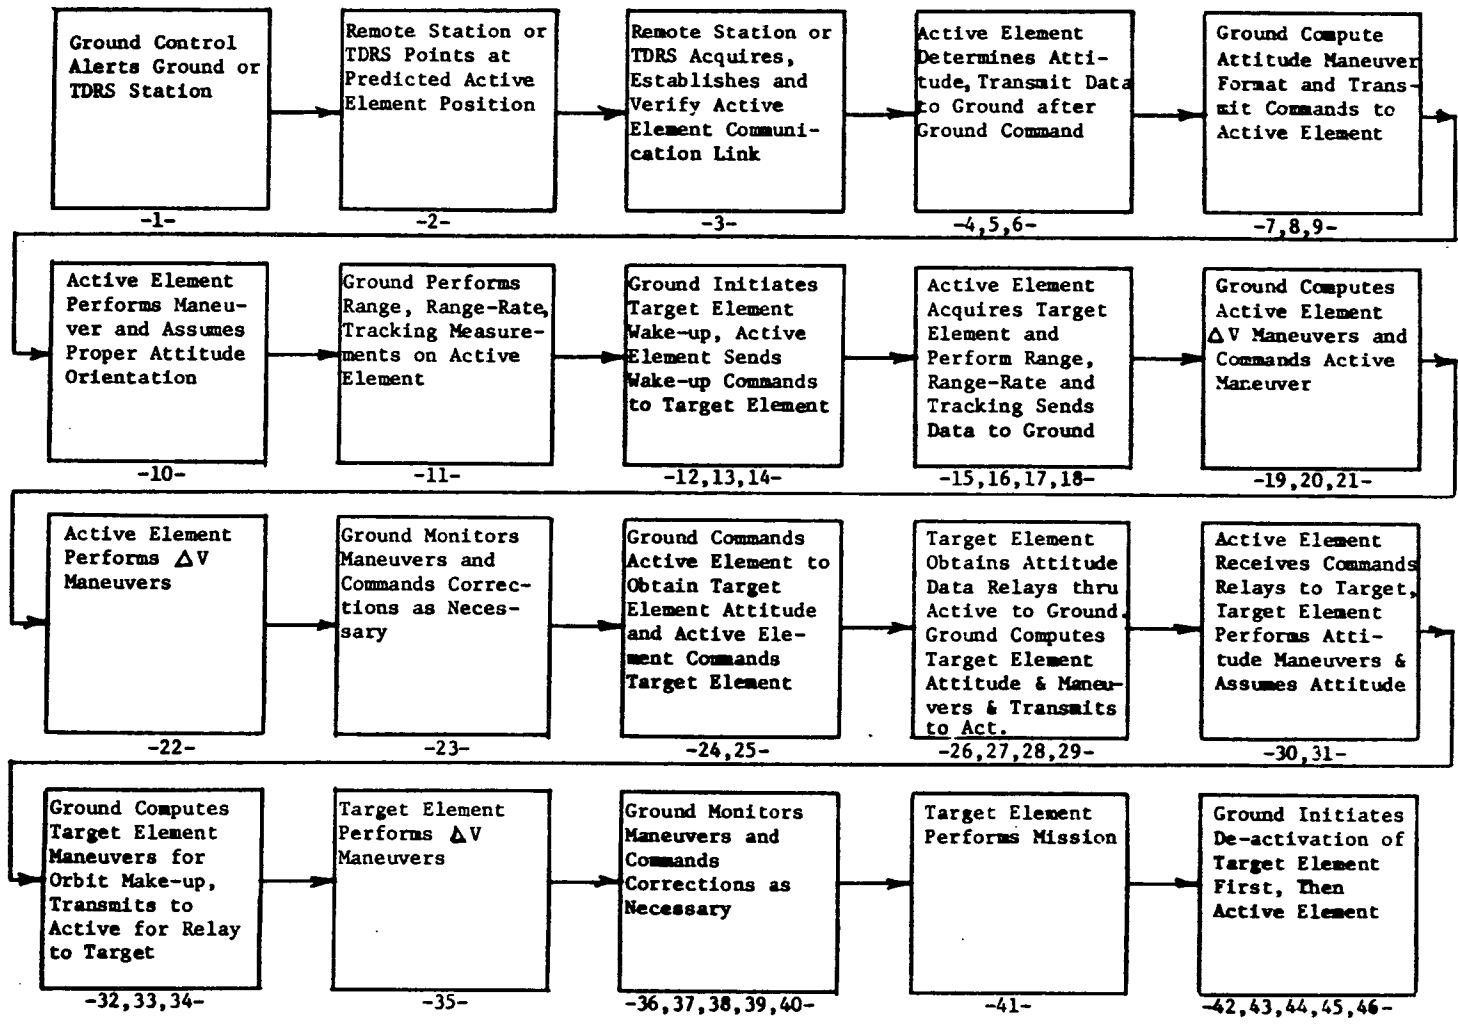 Ground Control
Alerts Ground or
TDRS Station
-1-
Remote Station or
TDRS Points at
Predicted Active
Element Position
-2-
Remote Station or
TDRS Acquires,
Establishes and
Verify Active
Element Communi-
cation Link
-3-
Active Element
Determines Atti-
tude, Transmit Data
to Ground after
Ground Command
-4,5,6-
Ground Compute
Attitude Maneuver
Format and Trans-
mit Commands to
Active Element
-7,8,9-
Active Element
Performs Maneu-
ver and Assumes
Proper Attitude
Orientation
-10-
Ground Performs
Range, Range-Rate,
Tracking Measure-
ments on Active
Element
-11-
Ground Initiates
Target Element
Wake-up, Active
Element Sends
Wake-up Commands
to Target Element
-12,13,14-
Active Element
Acquires Target
Element and
Perform Range,
Range-Rate and
Tracking Sends
Data to Ground
-15,16,17,18-
Ground Computes
Active Element
ΔV Maneuvers and
Commands Active
Maneuver
-19,20,21-
Active Element
Performs ΔV
Maneuvers
-22-
Ground Monitors
Maneuvers and
Commands Correc-
tions as Neces-
sary
-23-
Ground Commands
Active Element to
Obtain Target
Element Attitude
and Active Ele-
ment Commands
Target Element
-24,25-
Target Element
Obtains Attitude
Data Relays thru
Active to Ground.
Ground Computes
Target Element
Attitude & Maneu-
vers & Transmits
to Act.
-26,27,28,29-
Active Element
Receives Commands
Relays to Target,
Target Element
Performs Atti-
tude Maneuvers &
Assumes Attitude
-30,31-
Ground Computes
Target Element
Maneuvers for
Orbit Make-up,
Transmits to
Active for Relay
to Target
-32,33,34-
Target Element
Performs ΔV
Maneuvers
-35-
Ground Monitors
Maneuvers and
Commands
Corrections as
Necessary
-36,37,38,39,40-
Target Element
Performs Mission
-41-
Ground Initiates
De-activation of
Target Element
First, Then
Active Element
-42,43,44,45,46-